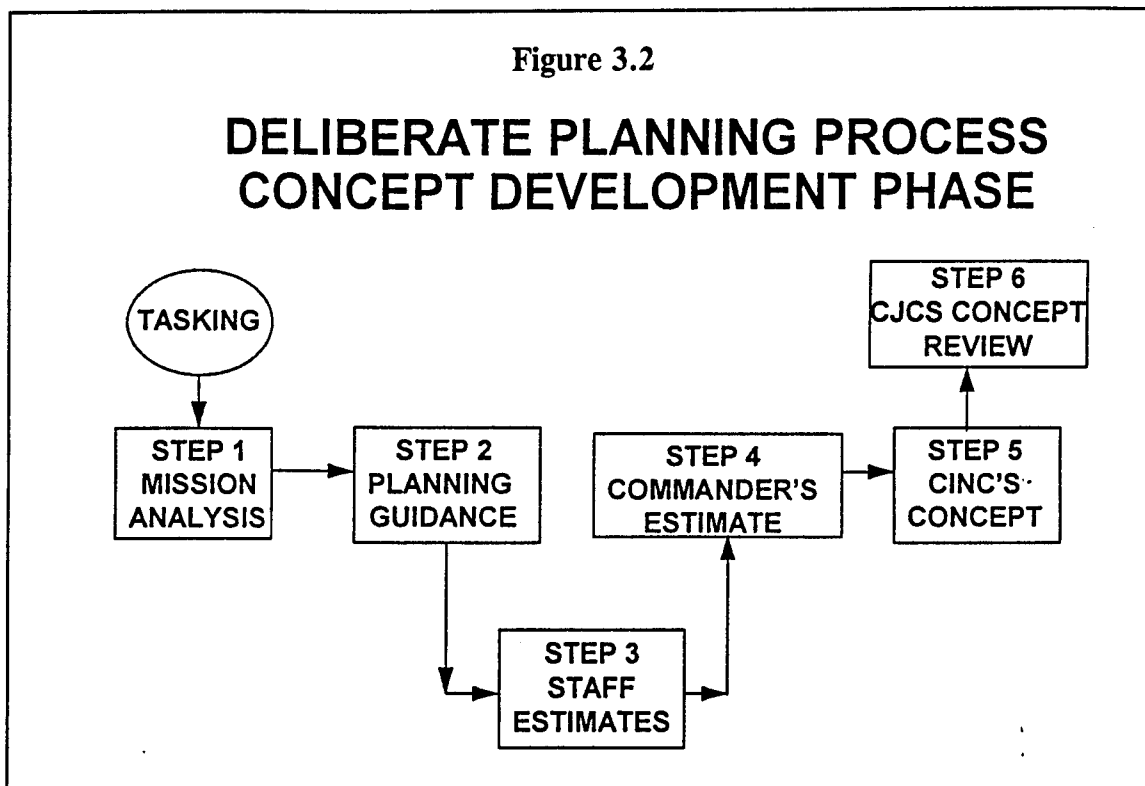 Figure 3.2
DELIBERATE PLANNING PROCESS
CONCEPT DEVELOPMENT PHASE
TASKING
STEP 1
MISSION
ANALYSIS
STEP 2
PLANNING
GUIDANCE
STEP 3
STAFF
ESTIMATES
STEP 4
COMMANDER'S
ESTIMATE
STEP 5
CINC'S
CONCEPT
STEP 6
CJCS CONCEPT
REVIEW